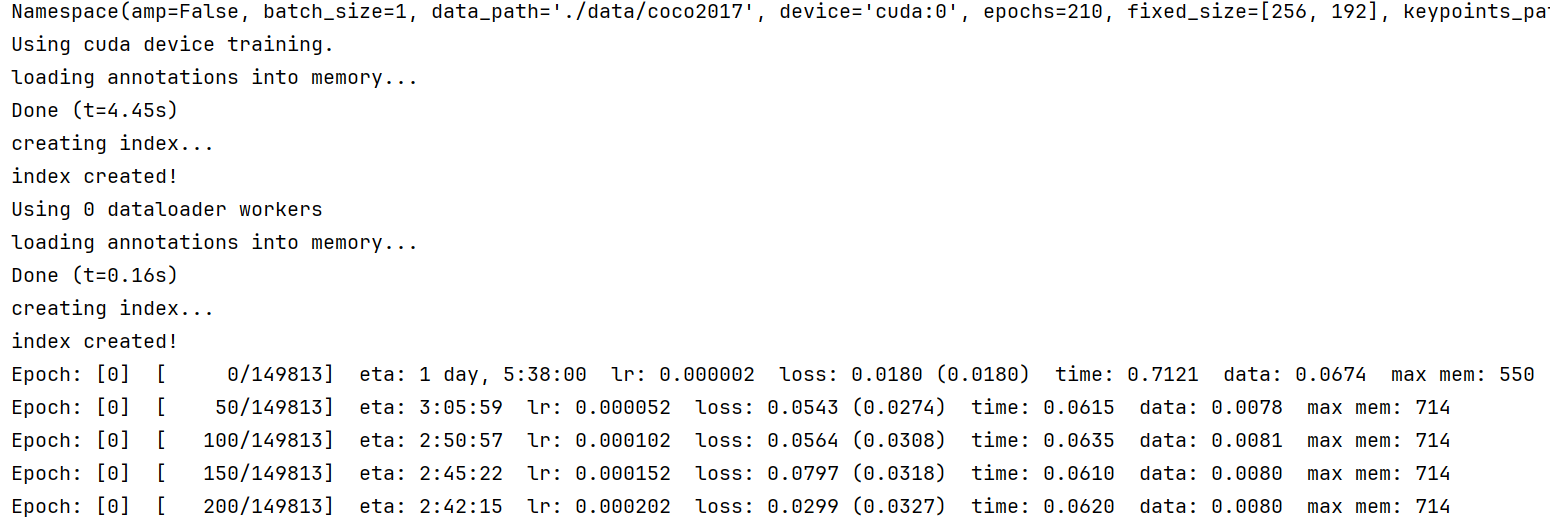 Namespace(amp=False, batch_size=1, data_path='./data/coco2017', device='cuda:0', epochs=210, fixed_size=[256, 192], keypoints_pa
Using cuda device training.
loading annotations into memory...
Done (t=4.45s)
creating index...
index created!
Using 0 dataloader workers
loading annotations into memory...
Done (t=0.16s)
creating index...
index created!
Epoch: [0]  [     0/149813]  eta: 1 day, 5:38:00  lr: 0.000002  loss: 0.0180 (0.0180)  time: 0.7121  data: 0.0674  max mem: 550
Epoch: [0]  [    50/149813]  eta: 3:05:59  lr: 0.000052  loss: 0.0543 (0.0274)  time: 0.0615  data: 0.0078  max mem: 714
Epoch: [0]  [   100/149813]  eta: 2:50:57  lr: 0.000102  loss: 0.0564 (0.0308)  time: 0.0635  data: 0.0081  max mem: 714
Epoch: [0]  [   150/149813]  eta: 2:45:22  lr: 0.000152  loss: 0.0797 (0.0318)  time: 0.0610  data: 0.0080  max mem: 714
Epoch: [0]  [   200/149813]  eta: 2:42:15  lr: 0.000202  loss: 0.0299 (0.0327)  time: 0.0620  data: 0.0080  max mem: 714